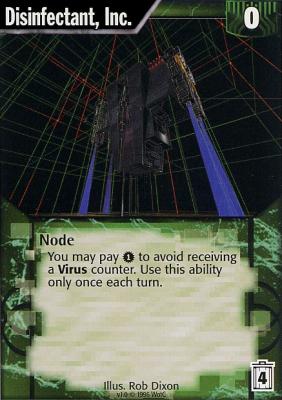 Disinfectant, Inc.
0
Node
You may pay 1 to avoid receiving
a Virus counter. Use this ability
only once each turn.
4
Illus. Rob Dixon
v1.0 © 1996 WotC